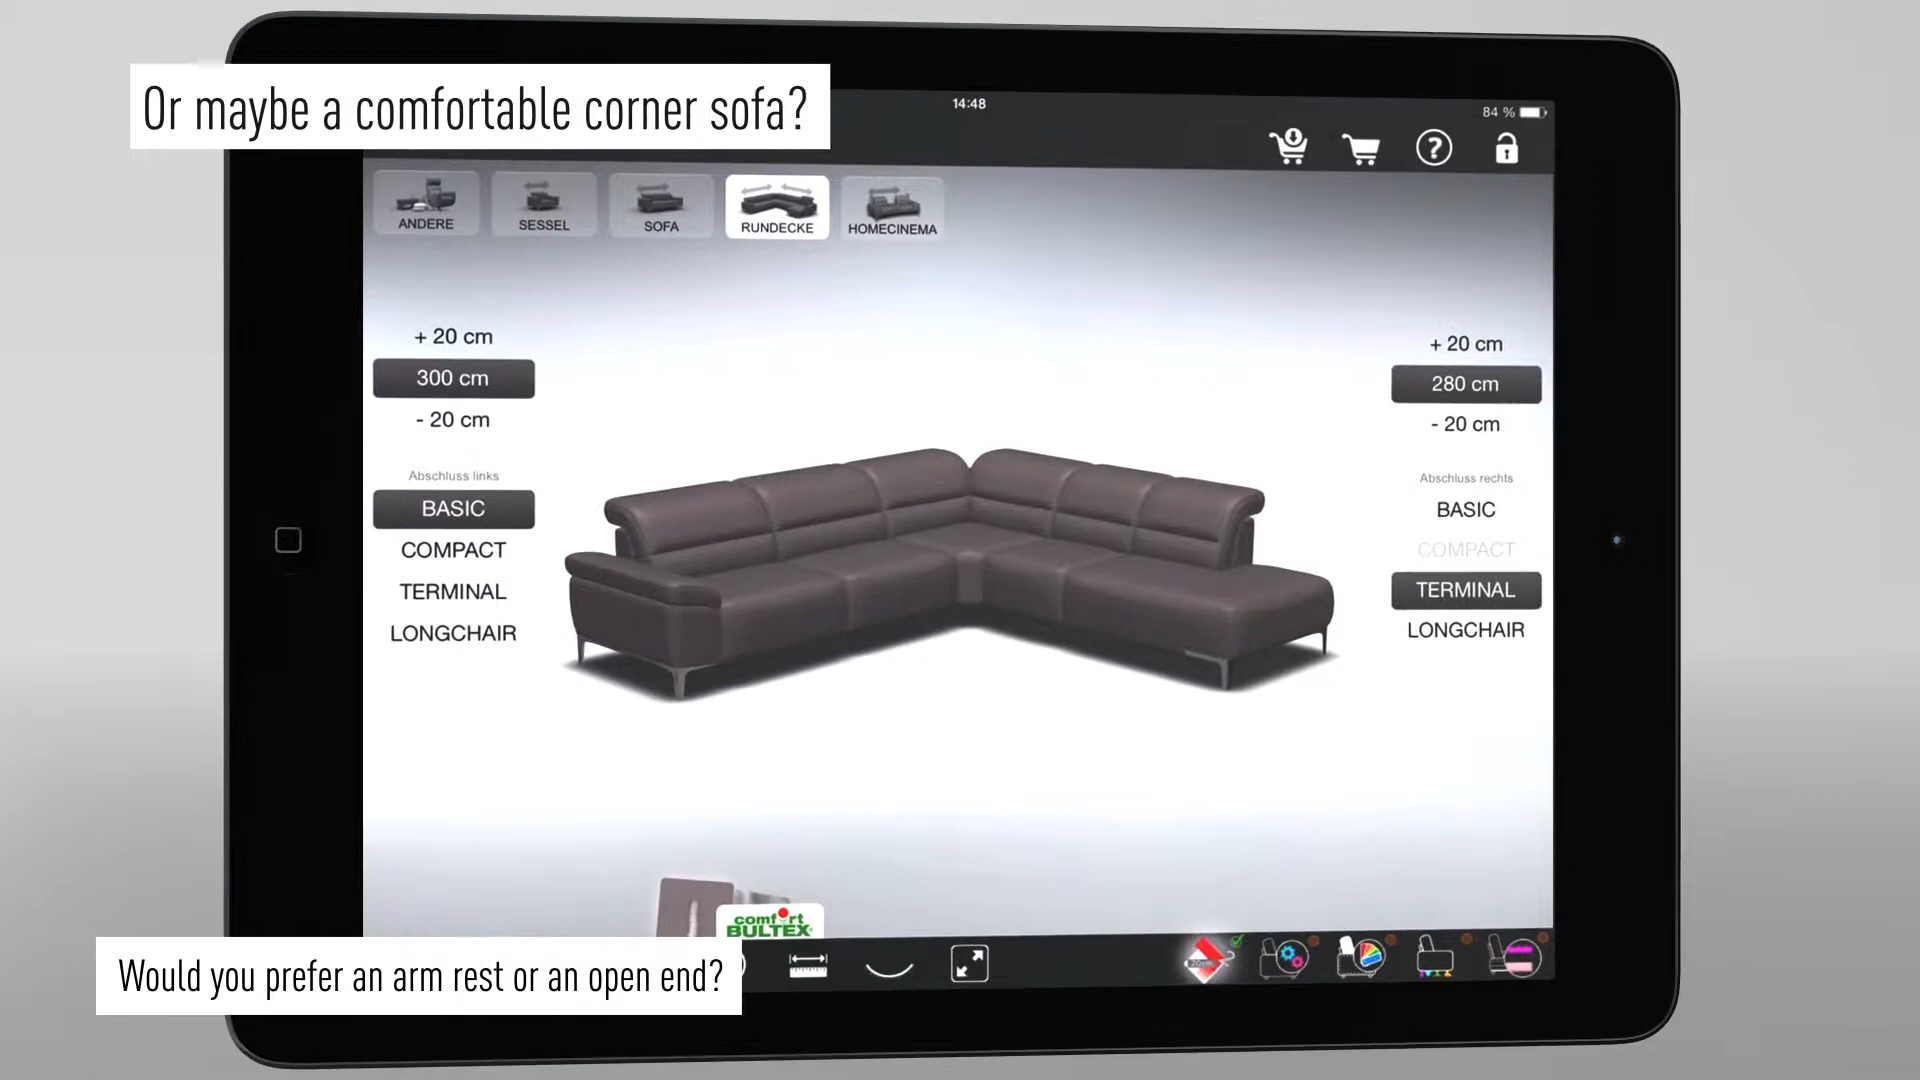 Or maybe a comfortable corner sofa?
14:48
84 %
ANDERE
SESSEL
SOFA
RUNDECKE
HOMECINEMA
+ 20 cm
300 cm
- 20 cm
Abschluss links
BASIC
COMPACT
TERMINAL
LONGCHAIR
+ 20 cm
280 cm
- 20 cm
Abschluss rechts
BASIC
COMPACT
TERMINAL
LONGCHAIR
comfort
BULTEX
20cm
Would you prefer an arm rest or an open end?